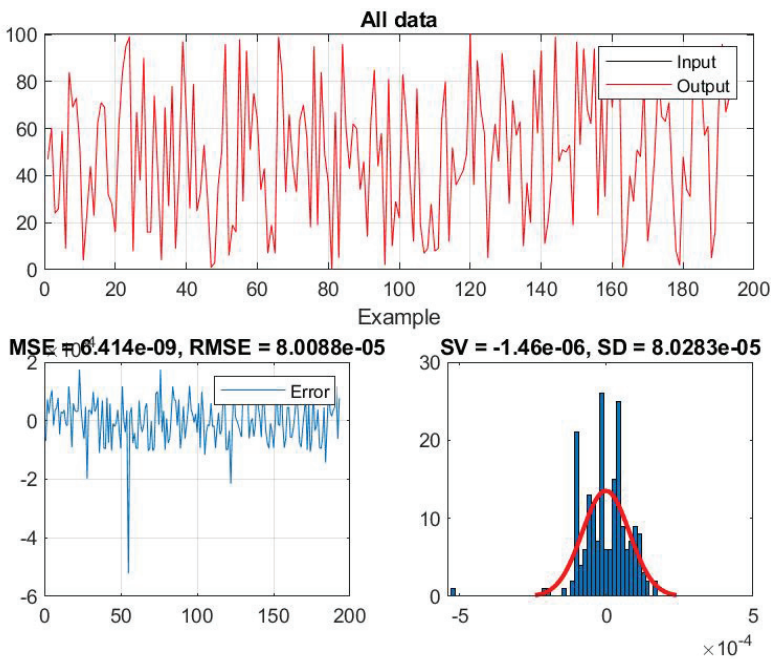 All data
100
80
60
40
20
0
Input
Output
0 20 40 60 80 100 120 140 160 180 200
Example
×10-4
MSE = 6.414e-09, RMSE = 8.0088e-05
2
0
-2
-4
-6
Error
0 50 100 150 200
SV = -1.46e-06, SD = 8.0283e-05
30
20
10
0
-5 0 5
×10-4